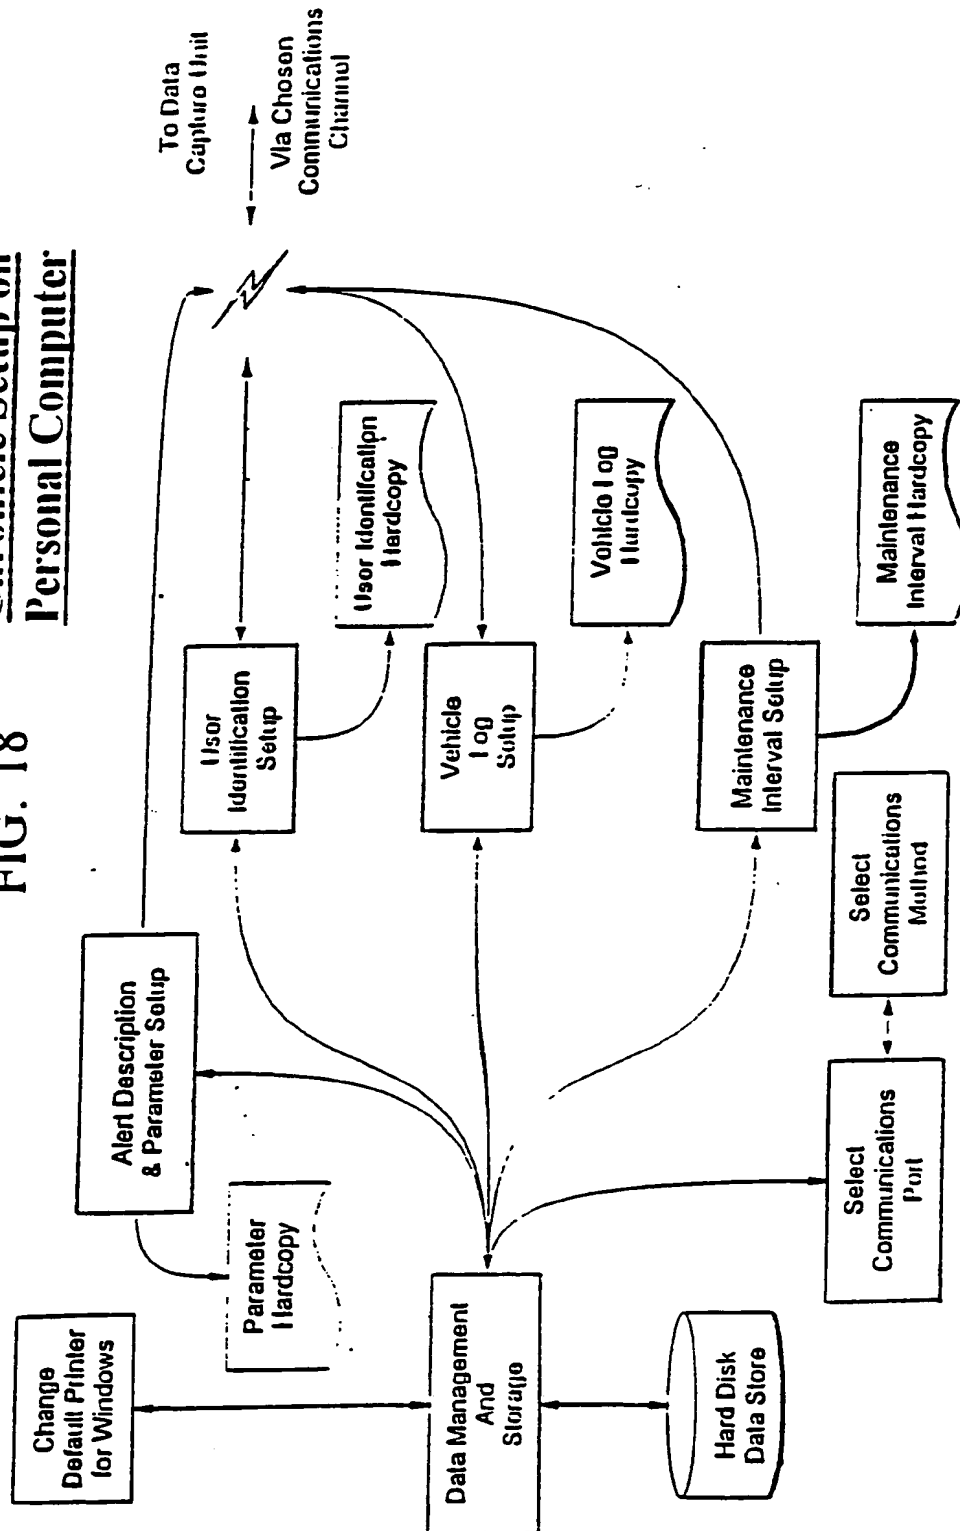 FIG. 18
Setup on
Personal Computer
Change
Default Printer
for Windows
Parameter
Hardcopy
Alert Description
& Parameter Setup
Data Management
And
Storage
Hard Disk
Data Store
User
Identification
Setup
User Identification
Hardcopy
Vehicle
Log
Setup
Vehicle Log
Hardcopy
Maintenance
Interval Setup
Maintenance
Interval Hardcopy
Select
Communications
Port
Select
Communications
Method
To Data
Capture Unit
Via Chosen
Communications
Channel